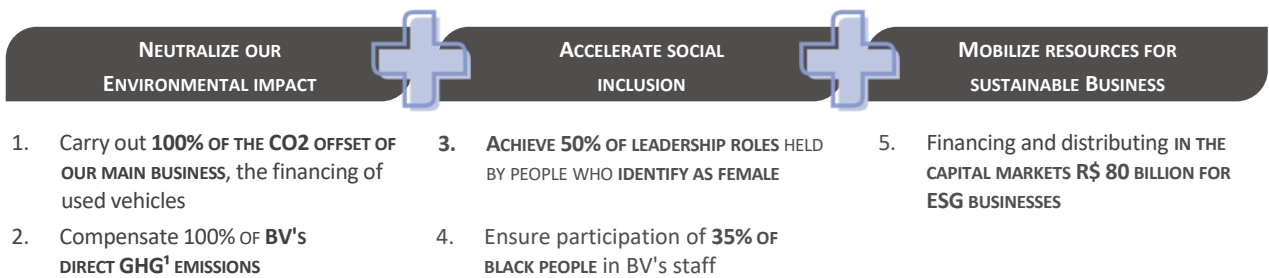 NEUTRALIZE OUR
ENVIRONMENTAL IMPACT
ACCELERATE SOCIAL
INCLUSION
MOBILIZE RESOURCES FOR
SUSTAINABLE BUSINESS
1. Carry out 100% OF THE CO2 OFFSET OF
OUR MAIN BUSINESS, the financing of
used vehicles
2. Compensate 100% OF BV'S
DIRECT GHG¹ EMISSIONS
3. ACHIEVE 50% OF LEADERSHIP ROLES HELD
BY PEOPLE WHO IDENTIFY AS FEMALE
4. Ensure participation of 35% OF
BLACK PEOPLE in BV's staff
5. Financing and distributing IN THE
CAPITAL MARKETS R$ 80 BILLION FOR
ESG BUSINESSES